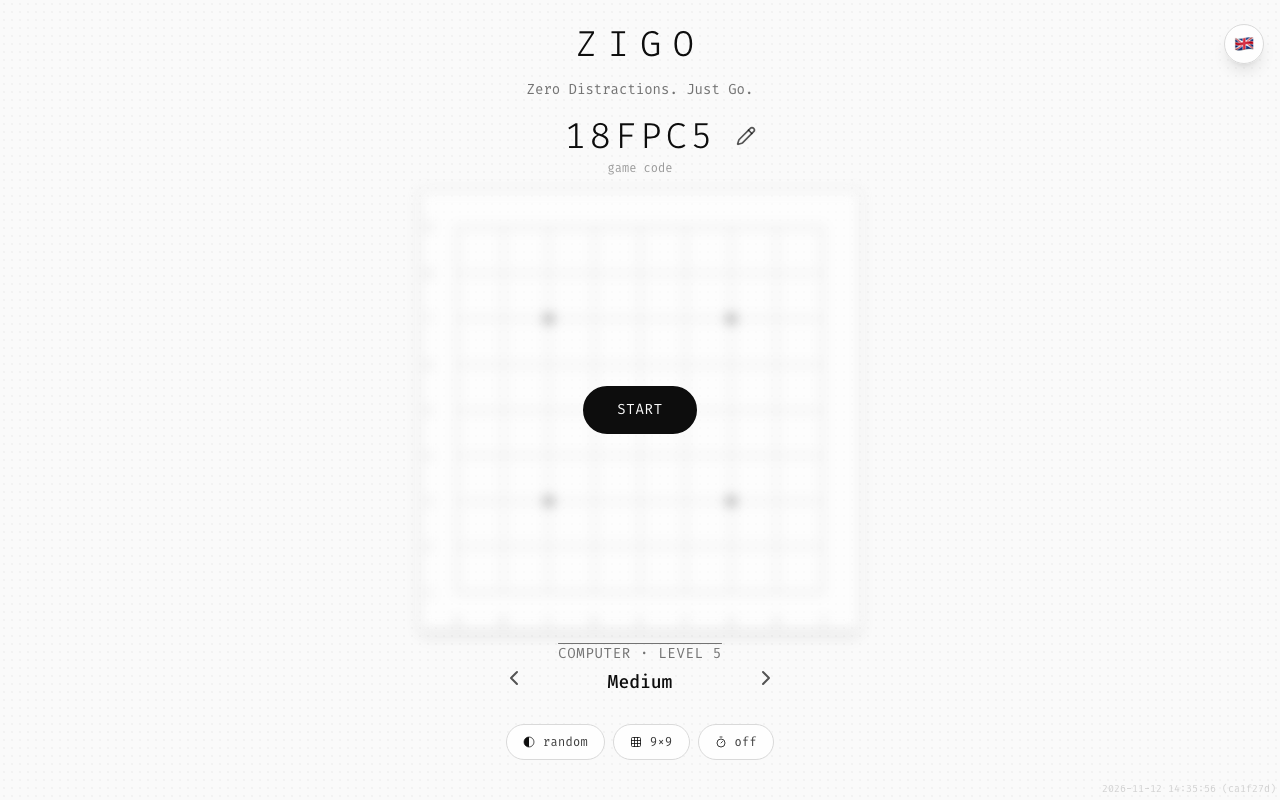 ZIGO
Zero Distractions. Just Go.
18FPC5
game code
START
COMPUTER · LEVEL 5
Medium
random
9×9
off
2026-11-12 14:35:56 (ca1f27d)